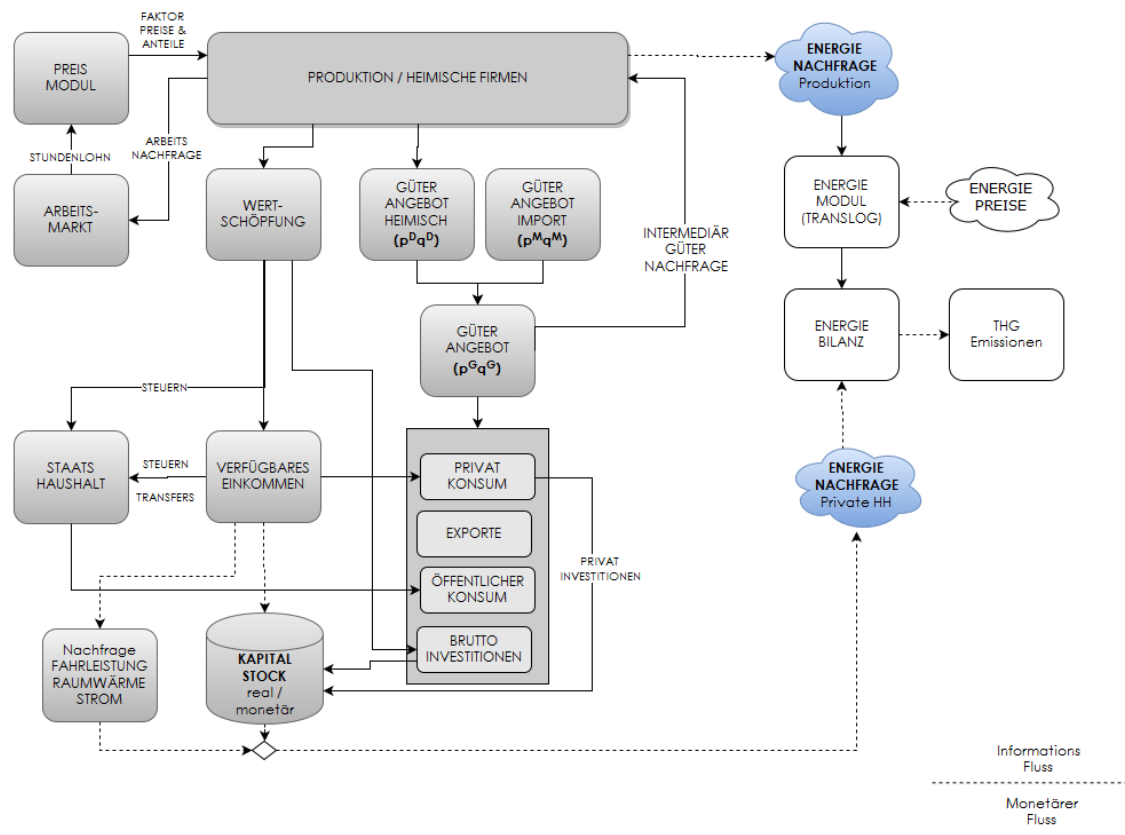 FAKTOR
PREISE &
ANTEILE
PREIS
MODUL
PRODUKTION / HEIMISCHE FIRMEN
ENERGIE
NACHFRAGE
Produktion
STUNDENLOHN
ARBEITS
NACHFRAGE
ARBEITS-
MARKT
WERT-
SCHÖPFUNG
GÜTER
ANGEBOT
HEIMISCH
(pᴰqᴰ)
GÜTER
ANGEBOT
IMPORT
(pᴹqᴹ)
INTERMEDIÄR
GÜTER
NACHFRAGE
ENERGIE
MODUL
(TRANSLOG)
ENERGIE
PREISE
GÜTER
ANGEBOT
(pᴳqᴳ)
ENERGIE
BILANZ
THG
Emissionen
STEUERN
STAATS
HAUSHALT
STEUERN
TRANSFERS
VERFÜGBARES
EINKOMMEN
PRIVAT
KONSUM
EXPORTE
ÖFFENTLICHER
KONSUM
BRUTTO
INVESTITIONEN
PRIVAT
INVESTITIONEN
ENERGIE
NACHFRAGE
Private HH
Nachfrage
FAHRLEISTUNG
RAUMWÄRME
STROM
KAPITAL
STOCK
real /
monetär
Informations
Fluss
Monetärer
Fluss